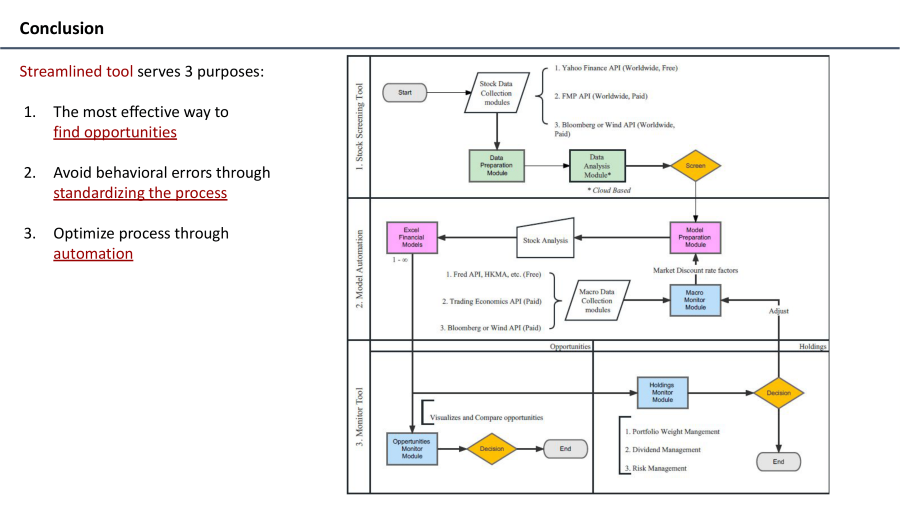 Conclusion
Streamlined tool serves 3 purposes:
1. The most effective way to
find opportunities
2. Avoid behavioral errors through
standardizing the process
3. Optimize process through
automation
1. Stock Screening Tool
Start
Stock Data
Collection
modules
1. Yahoo Finance API (Worldwide, Free)
2. FMP API (Worldwide, Paid)
3. Bloomberg or Wind API (Worldwide,
Paid)
Data
Preparation
Module
Data
Analysis
Module*
Screen
* Cloud Based
2. Model Automation
Excel
Financial
Models
Stock Analysis
Model
Preparation
Module
1 - ∞
Market Discount rate factors
1. Fred API, HKMA, etc. (Free)
2. Trading Economics API (Paid)
3. Bloomberg or Wind API (Paid)
Macro Data
Collection
modules
Macro
Monitor
Module
Adjust
Opportunities
Holdings
3. Monitor Tool
Holdings
Monitor
Module
Decision
Visualizes and Compare opportunities
Oppertunities
Monitor
Module
Decision
End
1. Portfolio Weight Mangement
2. Dividend Management
3. Risk Management
End